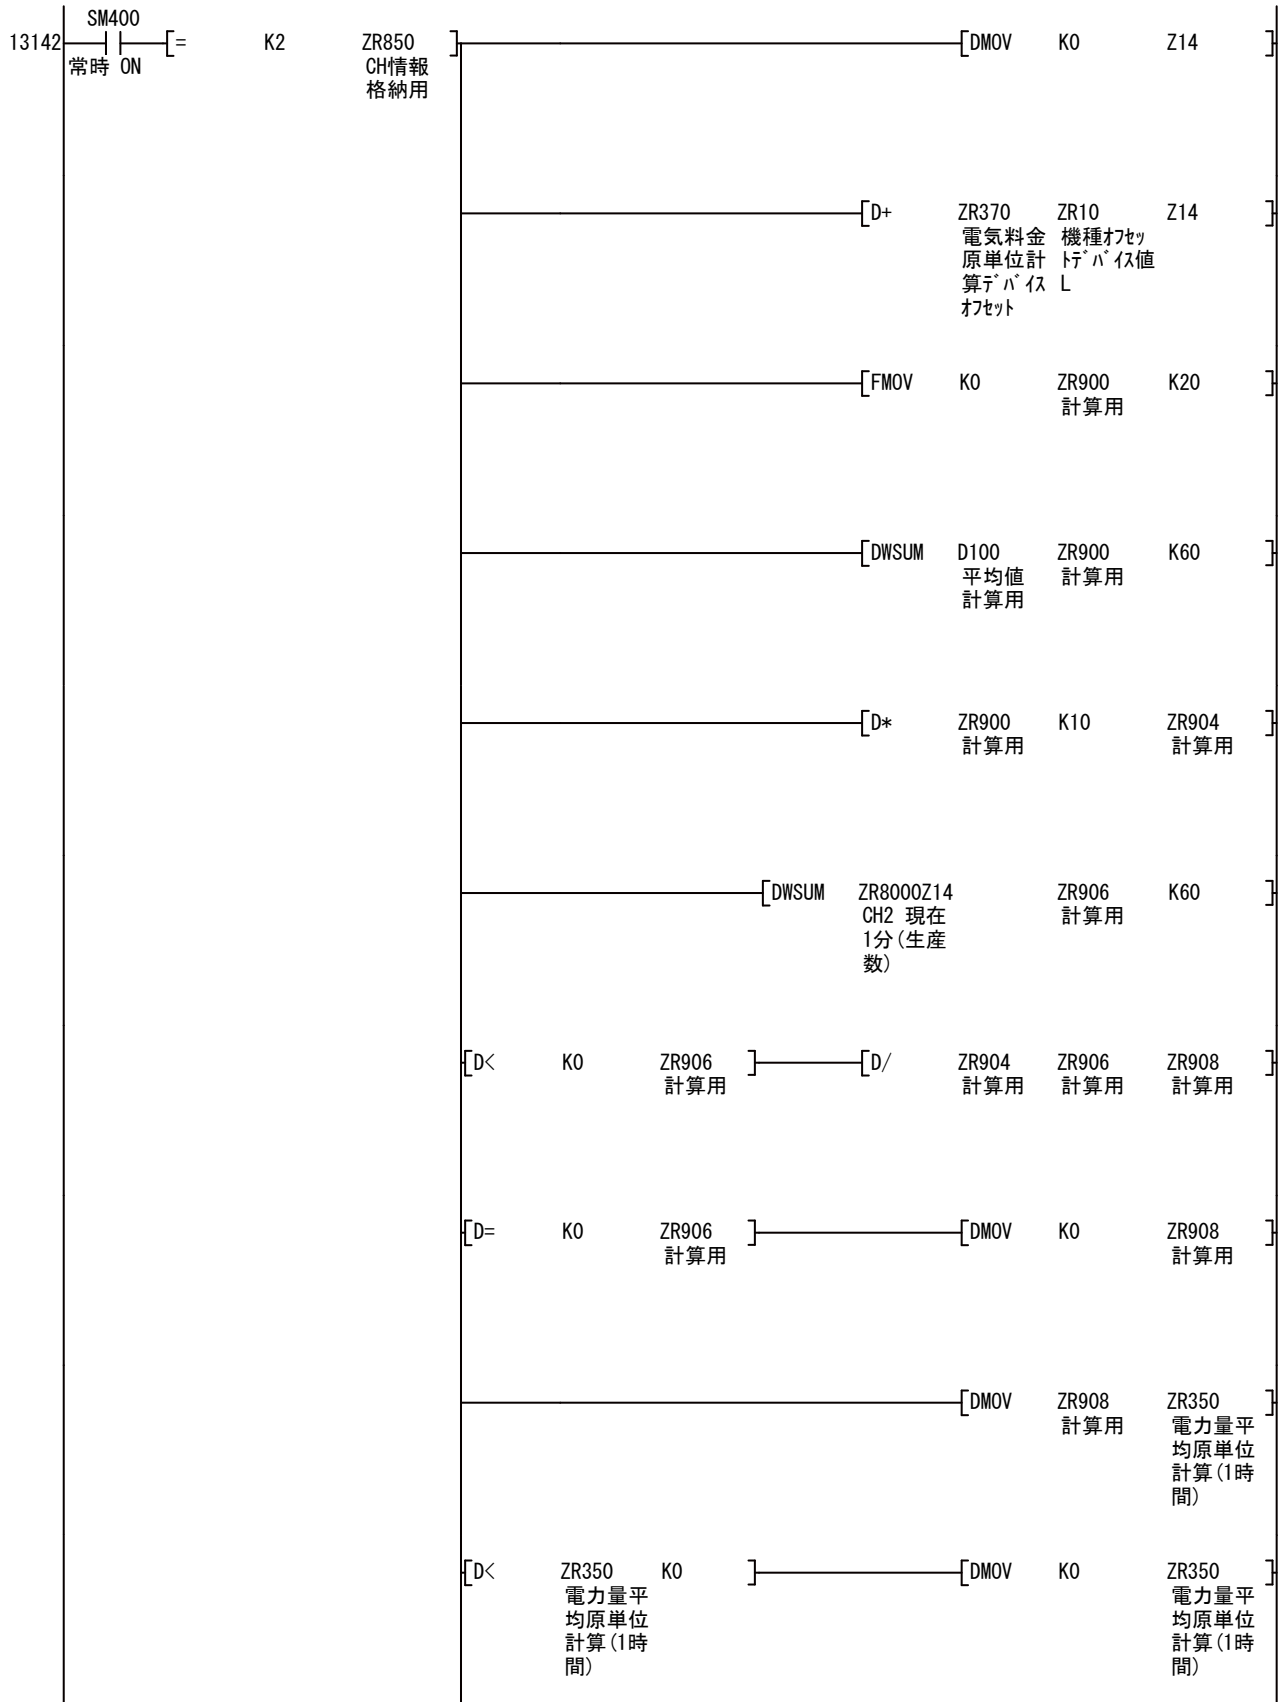 SM400
13142 [= K2 ZR850 ] [DMOV K0 Z14 ]
常時 ON CH情報
格納用
[D+ ZR370 ZR10 Z14 ]
電気料金 機種ｵﾌｾｯ
原単位計 ﾄﾃﾞﾊﾞｲｽ値
算ﾃﾞﾊﾞｲｽ L
ｵﾌｾｯﾄ
[FMOV K0 ZR900 K20 ]
計算用
[DWSUM D100 ZR900 K60 ]
平均値 計算用
計算用
[D* ZR900 K10 ZR904 ]
計算用 計算用
[DWSUM ZR8000Z14 ZR906 K60 ]
CH2 現在 計算用
1分(生産
数)
[D< K0 ZR906 ] [D/ ZR904 ZR906 ZR908 ]
計算用 計算用 計算用 計算用
[D= K0 ZR906 ] [DMOV K0 ZR908 ]
計算用 計算用
[DMOV ZR908 ZR350 ]
計算用 電力量平
均原単位
計算(1時
間)
[D< ZR350 K0 ] [DMOV K0 ZR350 ]
電力量平 電力量平
均原単位 均原単位
計算(1時 計算(1時
間) 間)